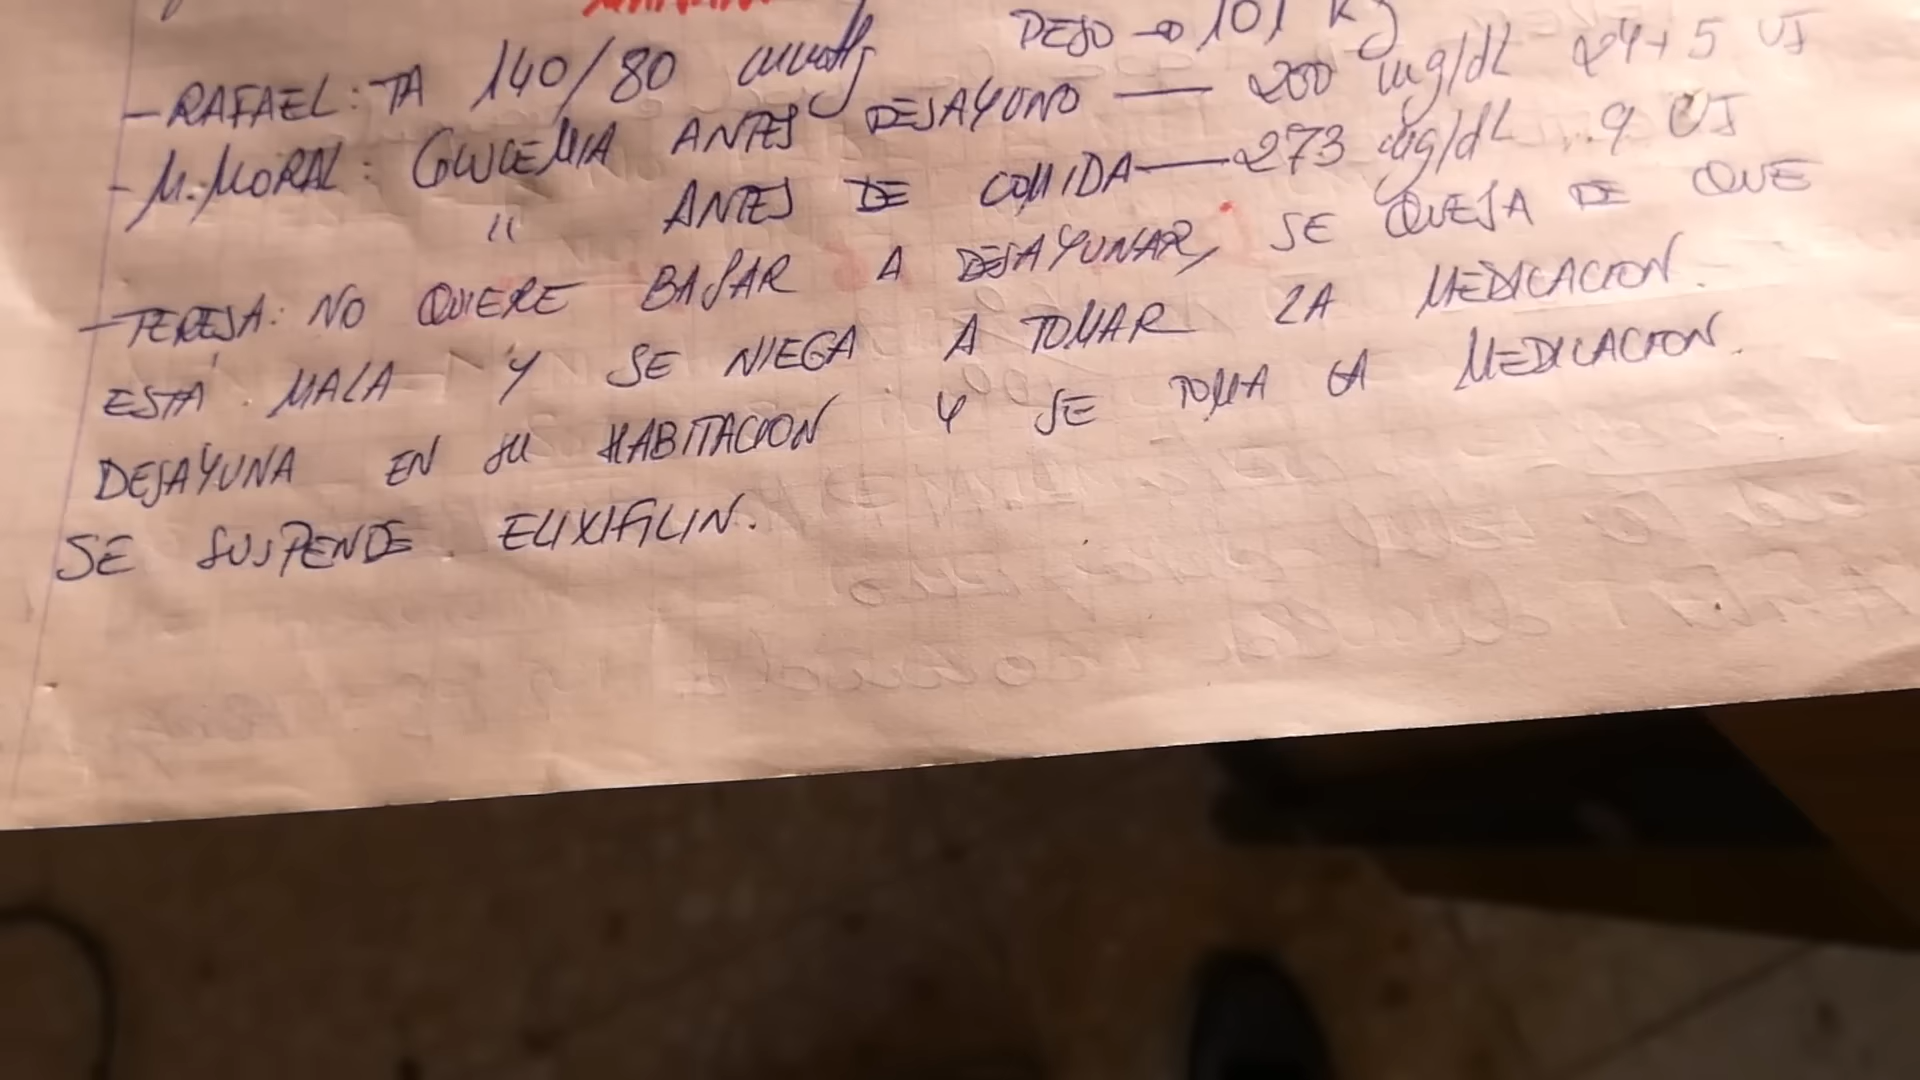 - RAFAEL: TA 140/80 mmHg PESO → 101 Kg
- M. MORAL: GLUCEMIA ANTES DESAYUNO — 200 mg/dL 24+5 UI
" ANTES DE COMIDA — 273 mg/dL 9 UI
- TERESA: NO QUIERE BAJAR A DESAYUNAR, SE QUEJA DE QUE
ESTÁ MALA Y SE NIEGA A TOMAR LA MEDICACION.
DESAYUNA EN SU HABITACION Y SE TOMA LA MEDICACION.
SE SUSPENDE ELIXIFILIN.